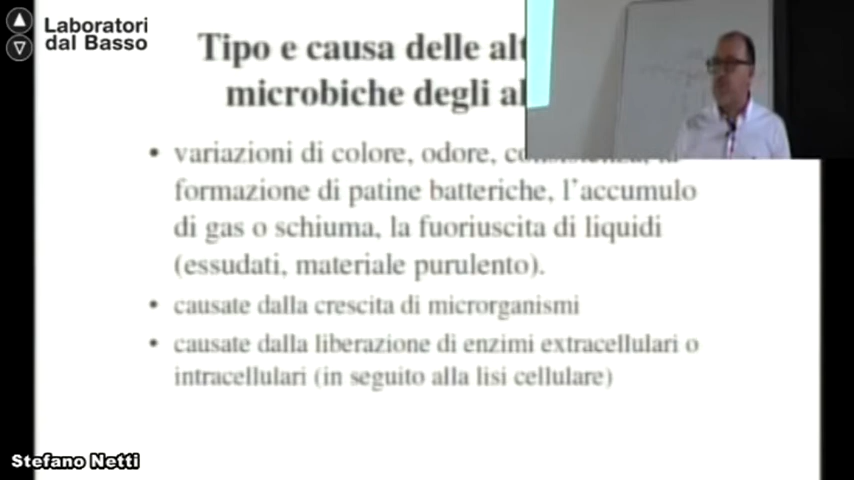 Laboratori
dal Basso
Tipo e causa delle
microbiche degli
• variazioni di colore, odore,
formazione di patine batteriche, l'accumulo
di gas o schiuma, la fuoriuscita di liquidi
(essudati, materiale purulento).
• causate dalla crescita di microrganismi
• causate dalla liberazione di enzimi extracellulari o
intracellulari (in seguito alla lisi cellulare)
Stefano Netti